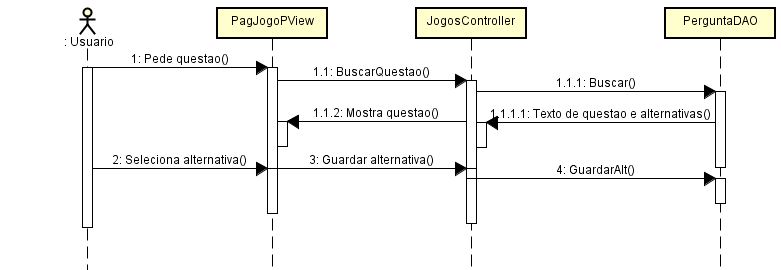 PagJogoPView
JogosController
PerguntaDAO
: Usuario
1: Pede questao()
1.1: BuscarQuestao()
1.1.1: Buscar()
1.1.2: Mostra questao()
1.1.1.1: Texto de questao e alternativas()
2: Seleciona alternativa()
3: Guardar alternativa()
4: GuardarAlt()